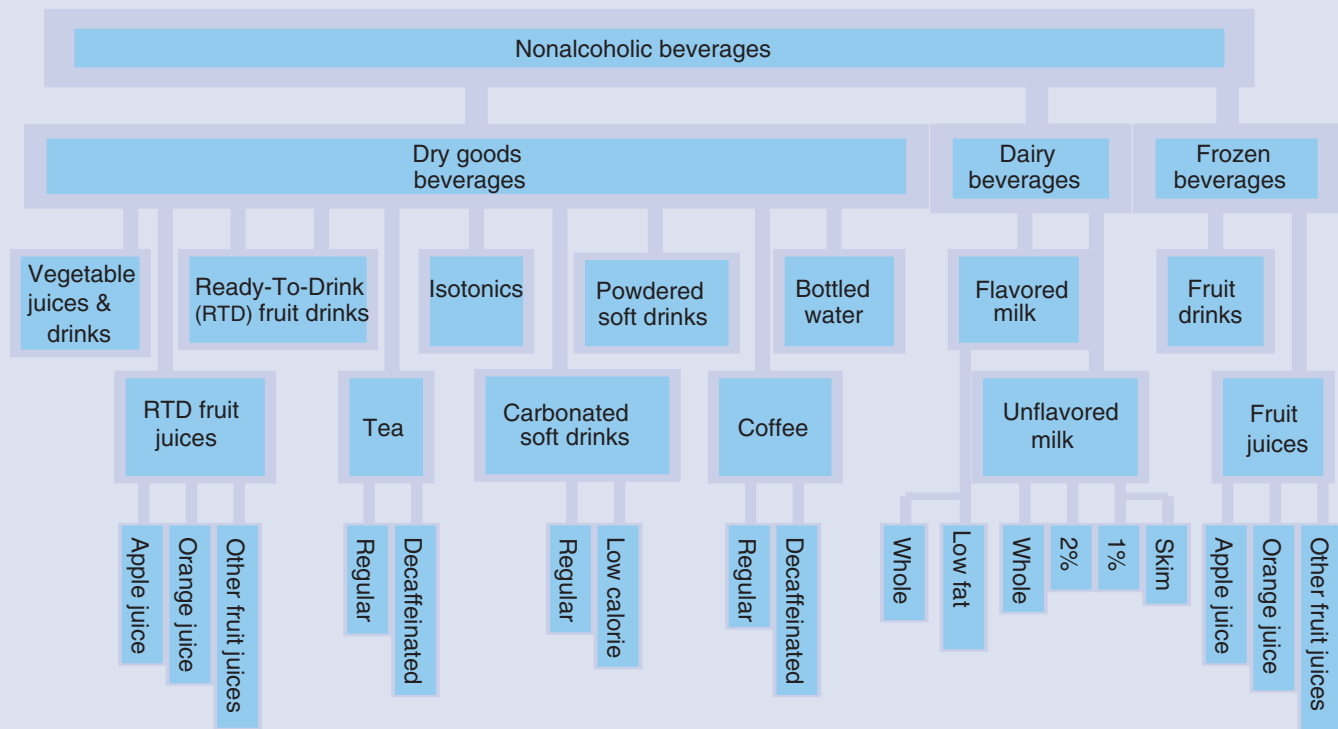 Nonalcoholic beverages
Dry goods
beverages
Dairy
beverages
Frozen
beverages
Vegetable
juices &
drinks
Ready-To-Drink
(RTD) fruit drinks
Isotonics
Powdered
soft drinks
Bottled
water
Flavored
milk
Fruit
drinks
RTD fruit
juices
Tea
Carbonated
soft drinks
Coffee
Unflavored
milk
Fruit
juices
Apple juice
Orange juice
Other fruit juices
Regular
Decaffeinated
Regular
Low calorie
Regular
Decaffeinated
Whole
Low fat
Whole
2%
1%
Skim
Apple juice
Orange juice
Other fruit juices